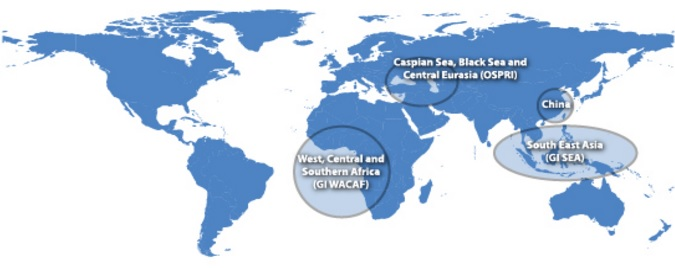 Caspian Sea, Black Sea and
Central Eurasia (OSPRI)
China
South East Asia
(GI SEA)
West, Central and
Southern Africa
(GI WACAF)